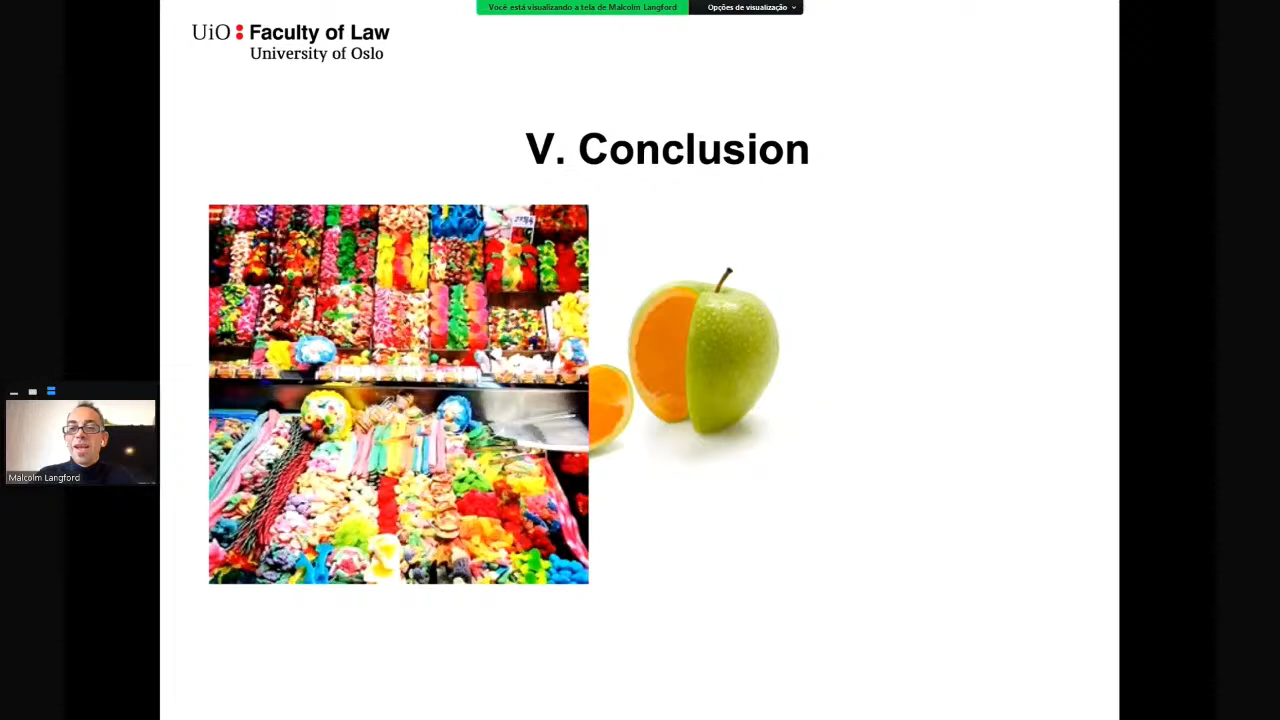 Você está visualizando a tela de Malcolm Langford
Opções de visualização
UiO : Faculty of Law
University of Oslo
V. Conclusion
Malcolm Langford